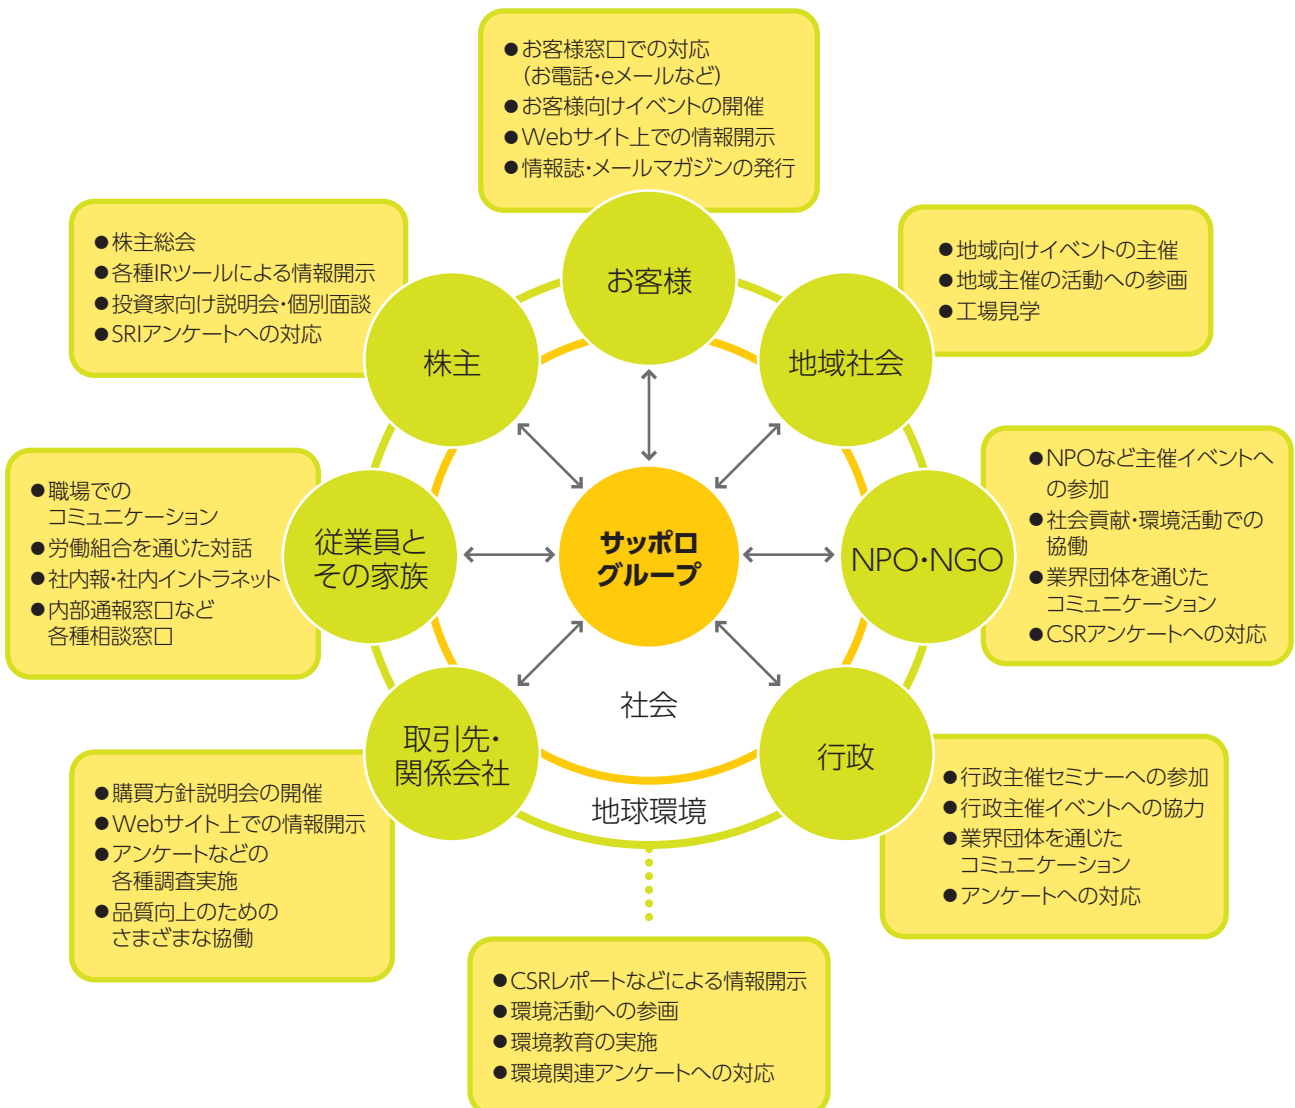 ●お客様窓口での対応
(お電話・eメールなど)
●お客様向けイベントの開催
●Webサイト上での情報開示
●情報誌・メールマガジンの発行
お客様
●株主総会
●各種IRツールによる情報開示
●投資家向け説明会・個別面談
●SRIアンケートへの対応
株主
●地域向けイベントの主催
●地域主催の活動への参画
●工場見学
地域社会
●職場での
コミュニケーション
●労働組合を通じた対話
●社内報・社内イントラネット
●内部通報窓口など
各種相談窓口
従業員と
その家族
サッポロ
グループ
NPO・NGO
●NPOなど主催イベントへ
の参加
●社会貢献・環境活動での
協働
●業界団体を通じた
コミュニケーション
●CSRアンケートへの対応
社会
地球環境
取引先・
関係会社
●購買方針説明会の開催
●Webサイト上での情報開示
●アンケートなどの
各種調査実施
●品質向上のための
さまざまな協働
行政
●行政主催セミナーへの参加
●行政主催イベントへの協力
●業界団体を通じた
コミュニケーション
●アンケートへの対応
●CSRレポートなどによる情報開示
●環境活動への参画
●環境教育の実施
●環境関連アンケートへの対応